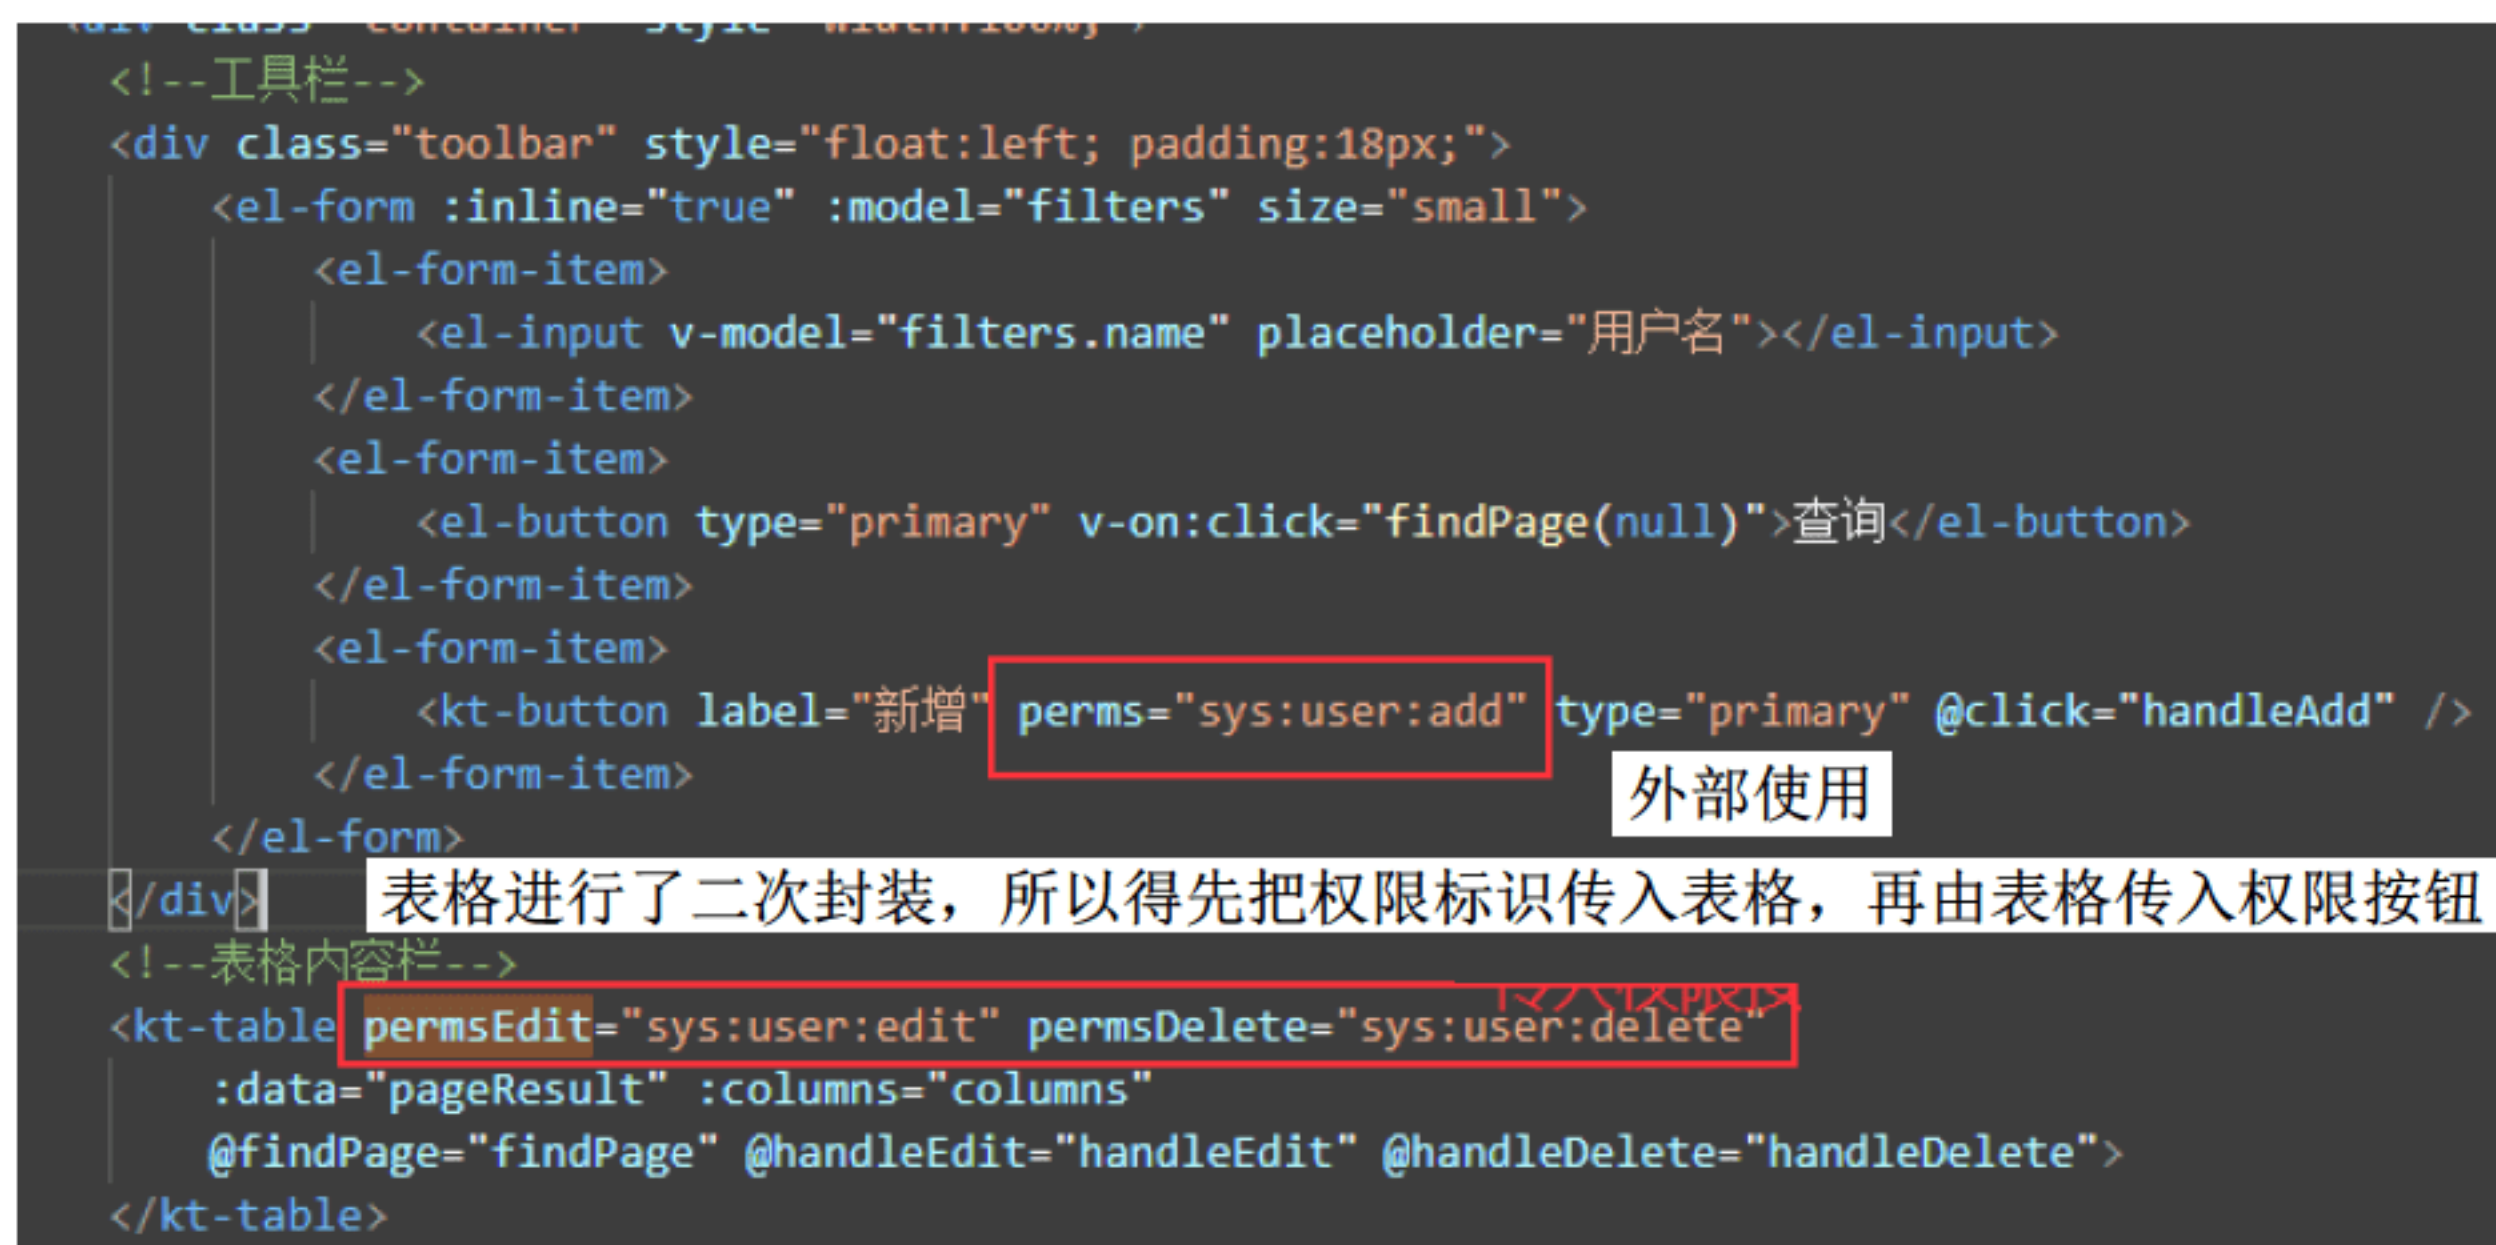 <!--工具栏-->
<div class="toolbar" style="float:left; padding:18px;">
<el-form :inline="true" :model="filters" size="small">
<el-form-item>
<el-input v-model="filters.name" placeholder="用户名"></el-input>
</el-form-item>
<el-form-item>
<el-button type="primary" v-on:click="findPage(null)">查询</el-button>
</el-form-item>
<el-form-item>
<kt-button label="新增" perms="sys:user:add" type="primary" @click="handleAdd" />
</el-form-item>
外部使用
</el-form>
</div>
表格进行了二次封装，所以得先把权限标识传入表格，再由表格传入权限按钮
<!--表格内容栏-->
<kt-table permsEdit="sys:user:edit" permsDelete="sys:user:delete"
:data="pageResult" :columns="columns"
@findPage="findPage" @handleEdit="handleEdit" @handleDelete="handleDelete">
</kt-table>